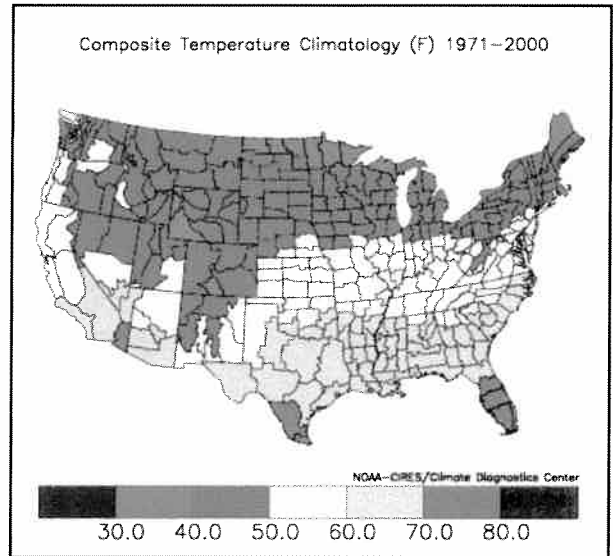 Composite Temperature Climatology (F) 1971-2000
NOAA-CIRES/Climate Diagnostics Center
30.0 40.0 50.0 60.0 70.0 80.0